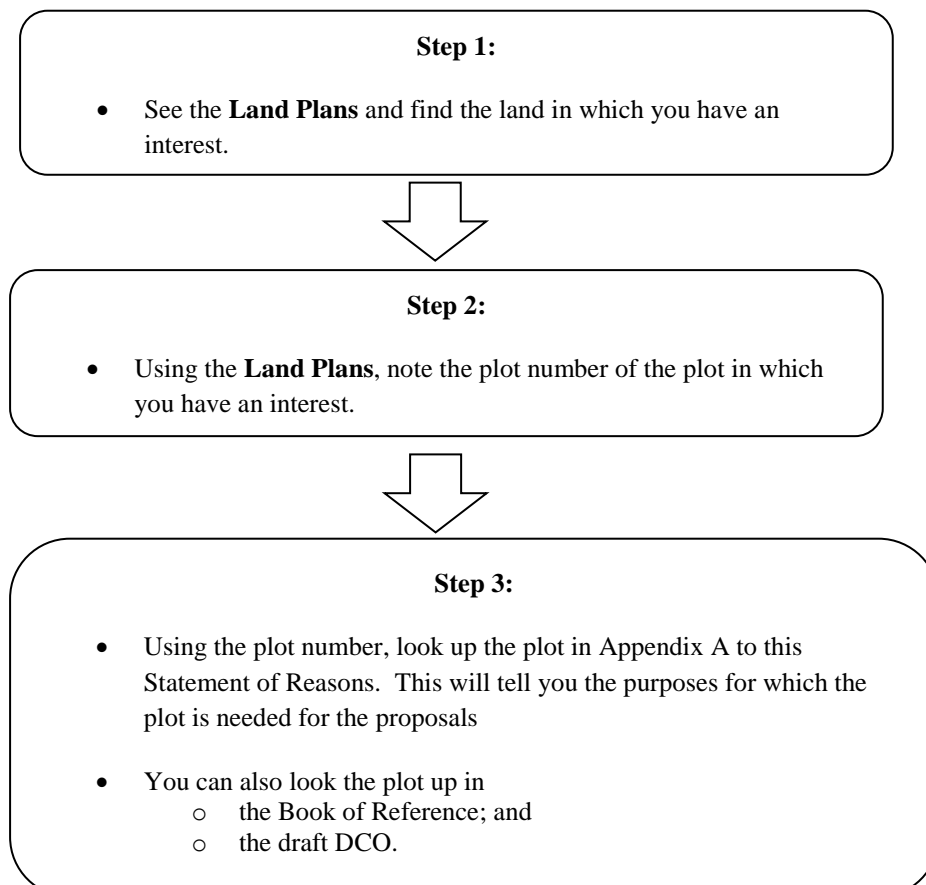 Step 1:
• See the Land Plans and find the land in which you have an
interest.
Step 2:
• Using the Land Plans, note the plot number of the plot in which
you have an interest.
Step 3:
• Using the plot number, look up the plot in Appendix A to this
Statement of Reasons.  This will tell you the purposes for which the
plot is needed for the proposals
• You can also look the plot up in
o the Book of Reference; and
o the draft DCO.